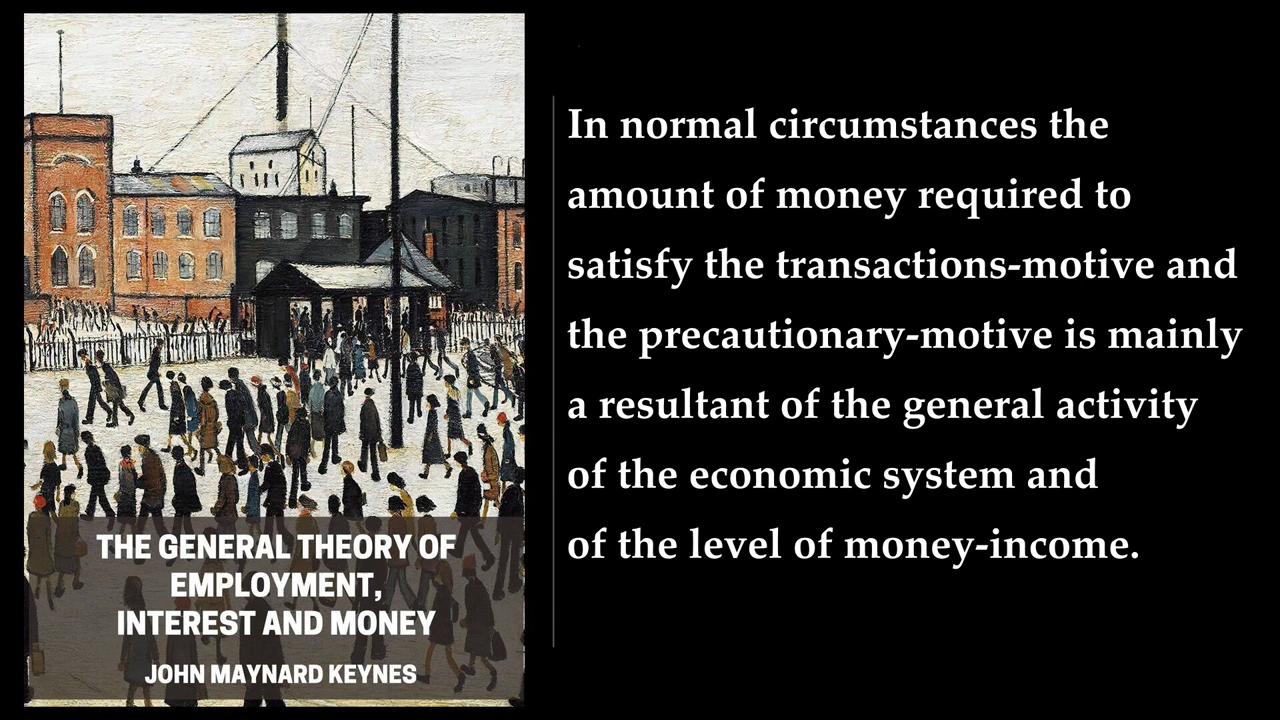 THE GENERAL THEORY OF
EMPLOYMENT,
INTEREST AND MONEY
JOHN MAYNARD KEYNES
In normal circumstances the
amount of money required to
satisfy the transactions-motive and
the precautionary-motive is mainly
a resultant of the general activity
of the economic system and
of the level of money-income.